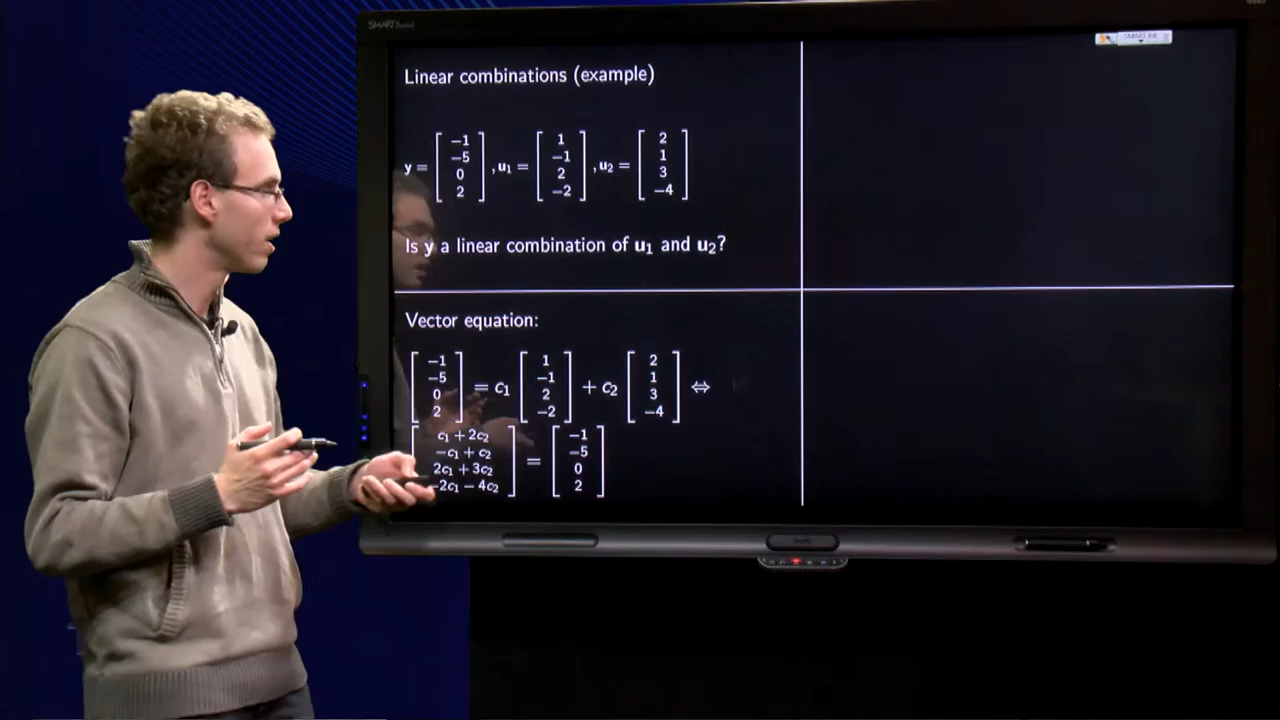 SMART Board
Linear combinations (example)
y = [ −1 −5 0 2 ] , u₁ = [ 1 −1 2 −2 ] , u₂ = [ 2 1 3 −4 ]
Is y a linear combination of u₁ and u₂?
Vector equation:
[ −1 −5 0 2 ] = c₁ [ 1 −1 2 −2 ] + c₂ [ 2 1 3 −4 ] ⇔
[ c₁ + 2c₂ −c₁ + c₂ 2c₁ + 3c₂ −2c₁ − 4c₂ ] = [ −1 −5 0 2 ]